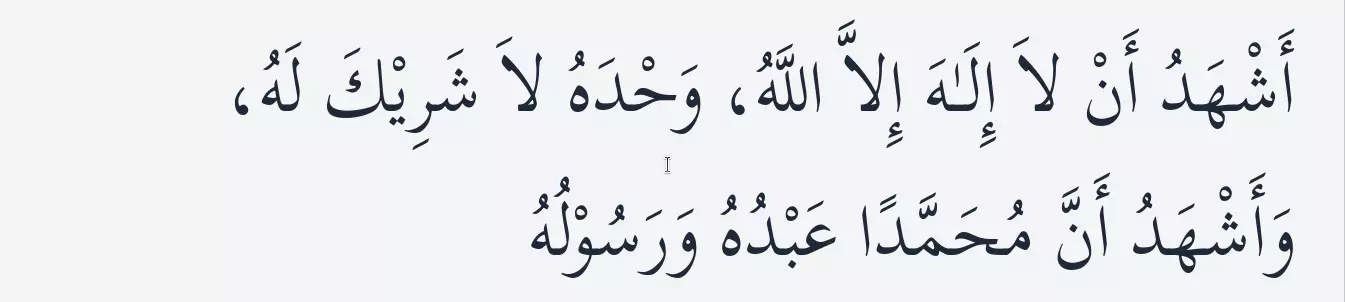 أَشْهَدُ أَنْ لاَ إِلَـٰهَ إِلاَّ اللَّهُ، وَحْدَهُ لاَ شَرِيْكَ لَهُ،
وَأَشْهَدُ أَنَّ مُحَمَّدًا عَبْدُهُ وَرَسُوْلُهُ